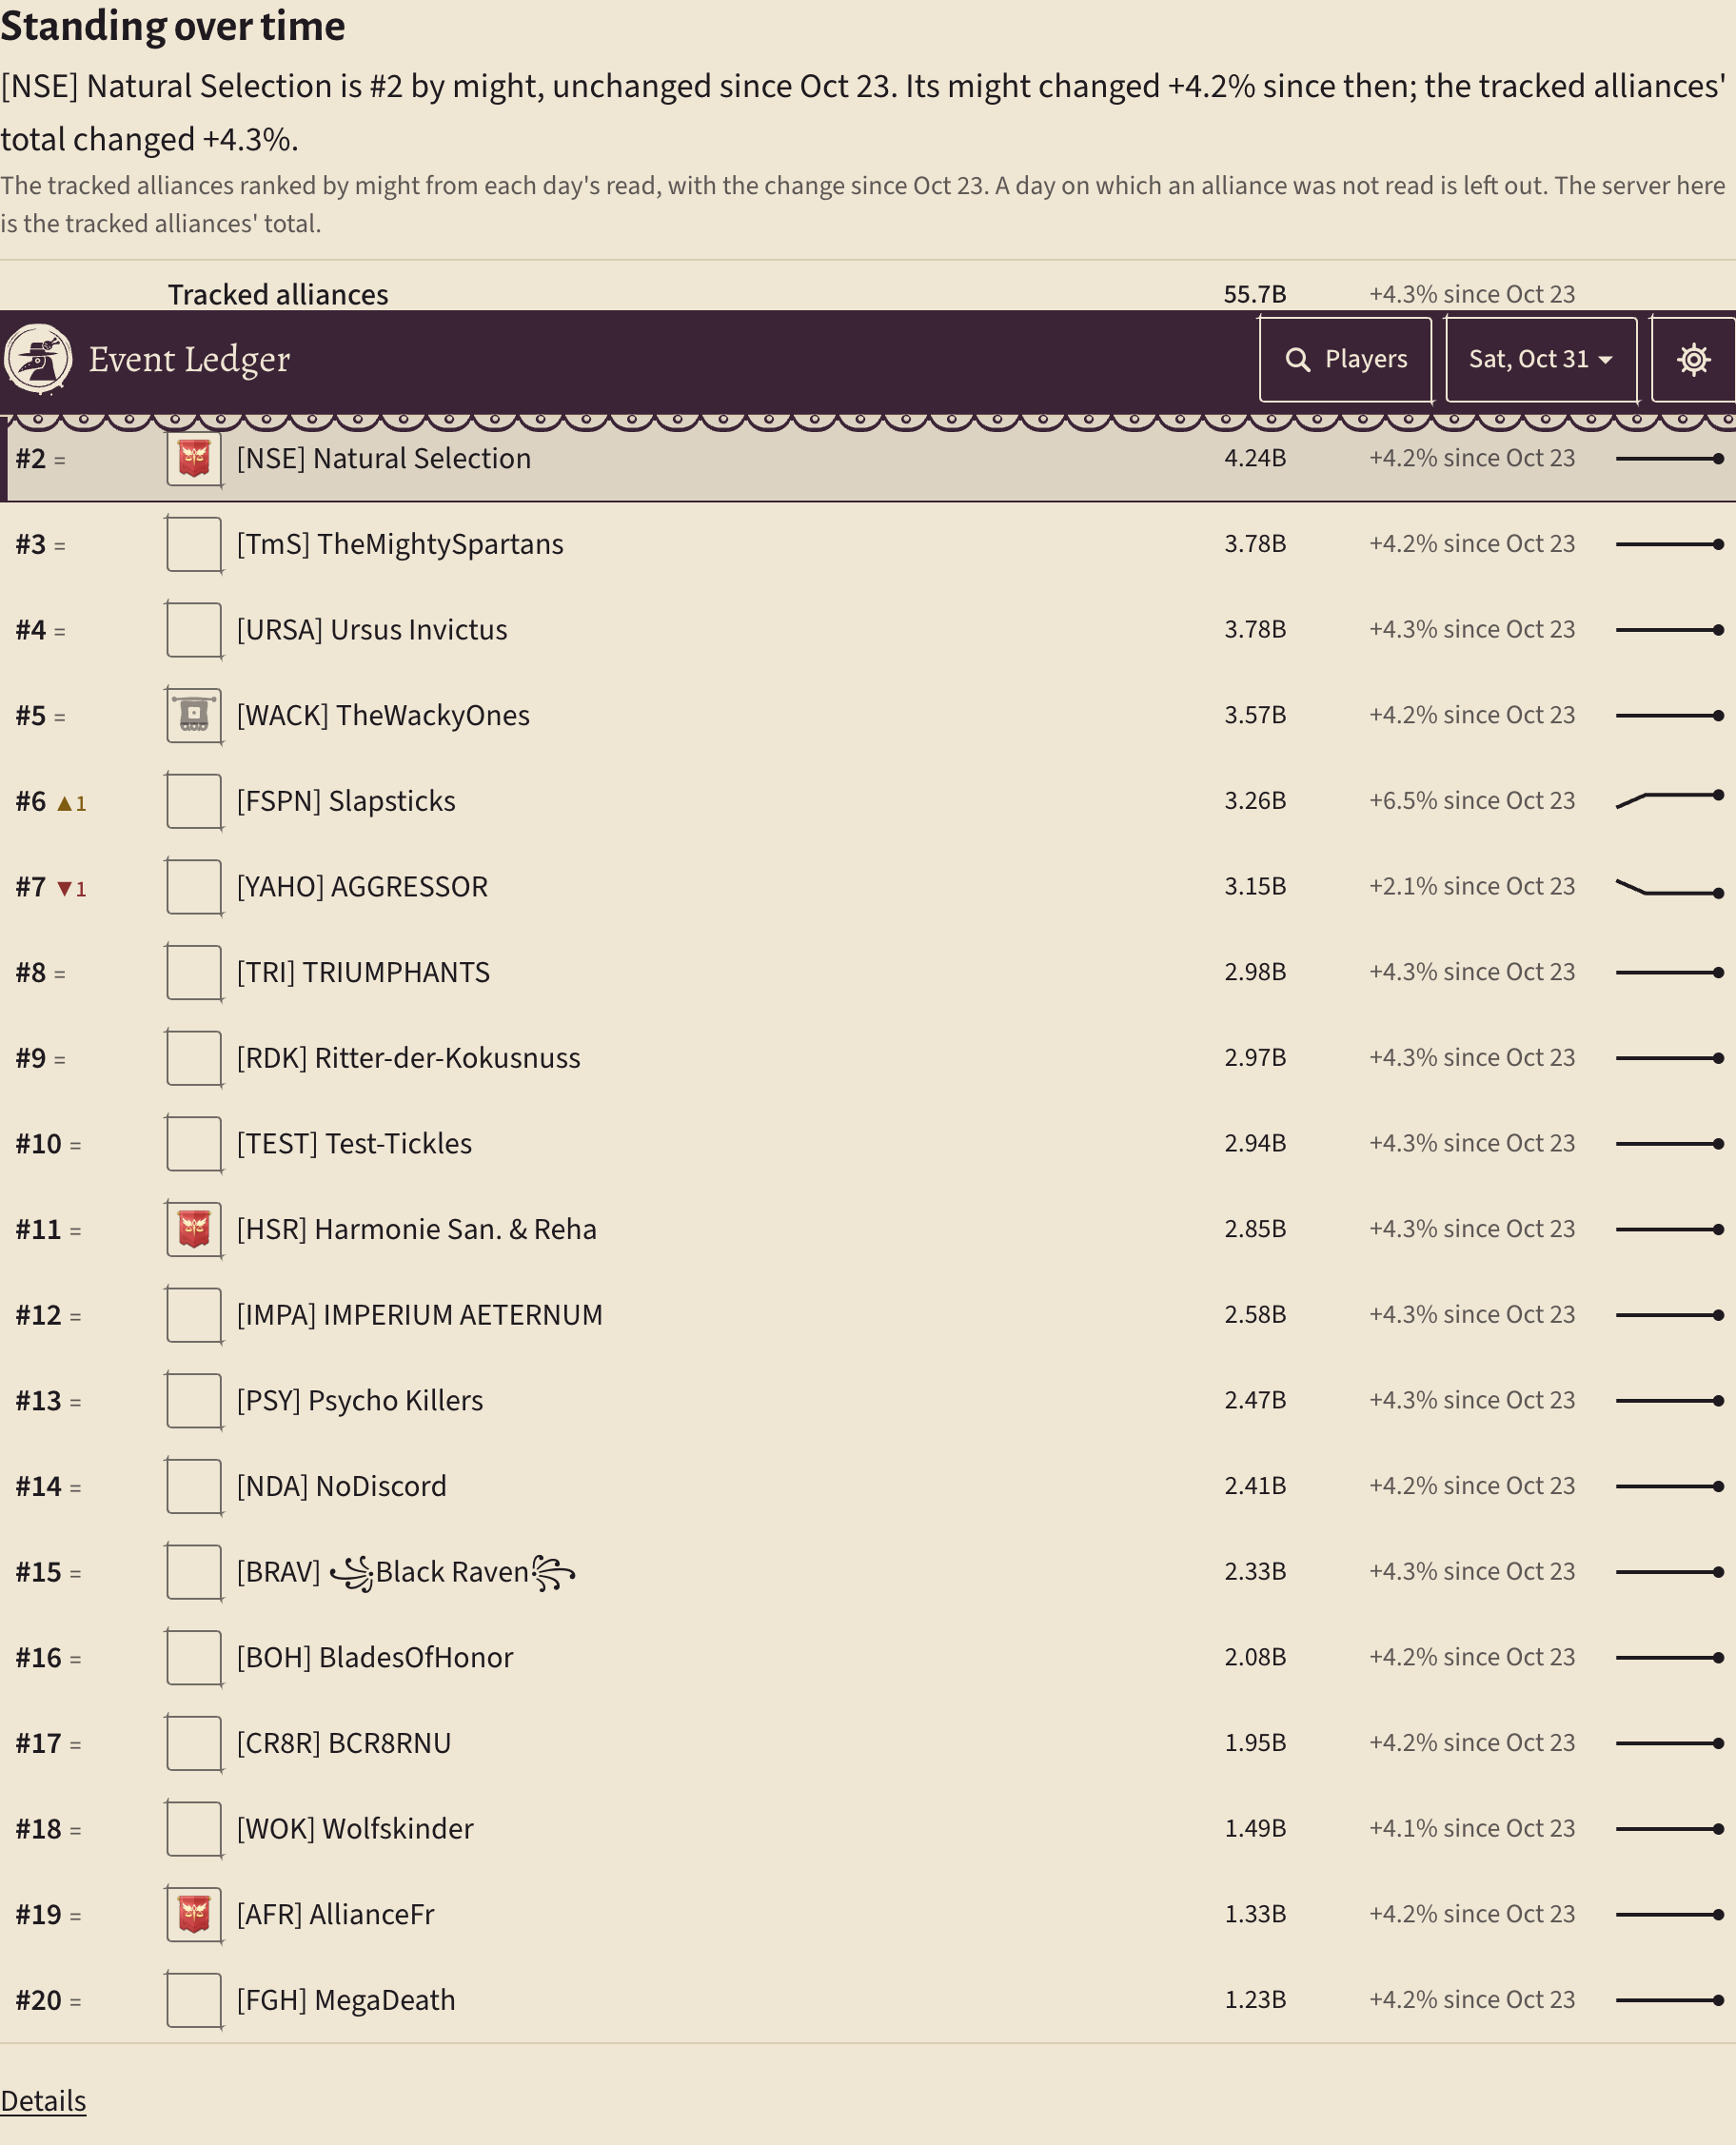 Standing over time
[NSE] Natural Selection is #2 by might, unchanged since Oct 23. Its might changed +4.2% since then; the tracked alliances'
total changed +4.3%.
The tracked alliances ranked by might from each day's read, with the change since Oct 23. A day on which an alliance was not read is left out. The server here
is the tracked alliances' total.
Tracked alliances 55.7B +4.3% since Oct 23
Event Ledger Players Sat, Oct 31
#2 = [NSE] Natural Selection 4.24B +4.2% since Oct 23
#3 = [TmS] TheMightySpartans 3.78B +4.2% since Oct 23
#4 = [URSA] Ursus Invictus 3.78B +4.3% since Oct 23
#5 = [WACK] TheWackyOnes 3.57B +4.2% since Oct 23
#6 ▲1 [FSPN] Slapsticks 3.26B +6.5% since Oct 23
#7 ▼1 [YAHO] AGGRESSOR 3.15B +2.1% since Oct 23
#8 = [TRI] TRIUMPHANTS 2.98B +4.3% since Oct 23
#9 = [RDK] Ritter-der-Kokusnuss 2.97B +4.3% since Oct 23
#10 = [TEST] Test-Tickles 2.94B +4.3% since Oct 23
#11 = [HSR] Harmonie San. & Reha 2.85B +4.3% since Oct 23
#12 = [IMPA] IMPERIUM AETERNUM 2.58B +4.3% since Oct 23
#13 = [PSY] Psycho Killers 2.47B +4.3% since Oct 23
#14 = [NDA] NoDiscord 2.41B +4.2% since Oct 23
#15 = [BRAV] ꧁Black Raven꧂ 2.33B +4.3% since Oct 23
#16 = [BOH] BladesOfHonor 2.08B +4.2% since Oct 23
#17 = [CR8R] BCR8RNU 1.95B +4.2% since Oct 23
#18 = [WOK] Wolfskinder 1.49B +4.1% since Oct 23
#19 = [AFR] AllianceFr 1.33B +4.2% since Oct 23
#20 = [FGH] MegaDeath 1.23B +4.2% since Oct 23
Details